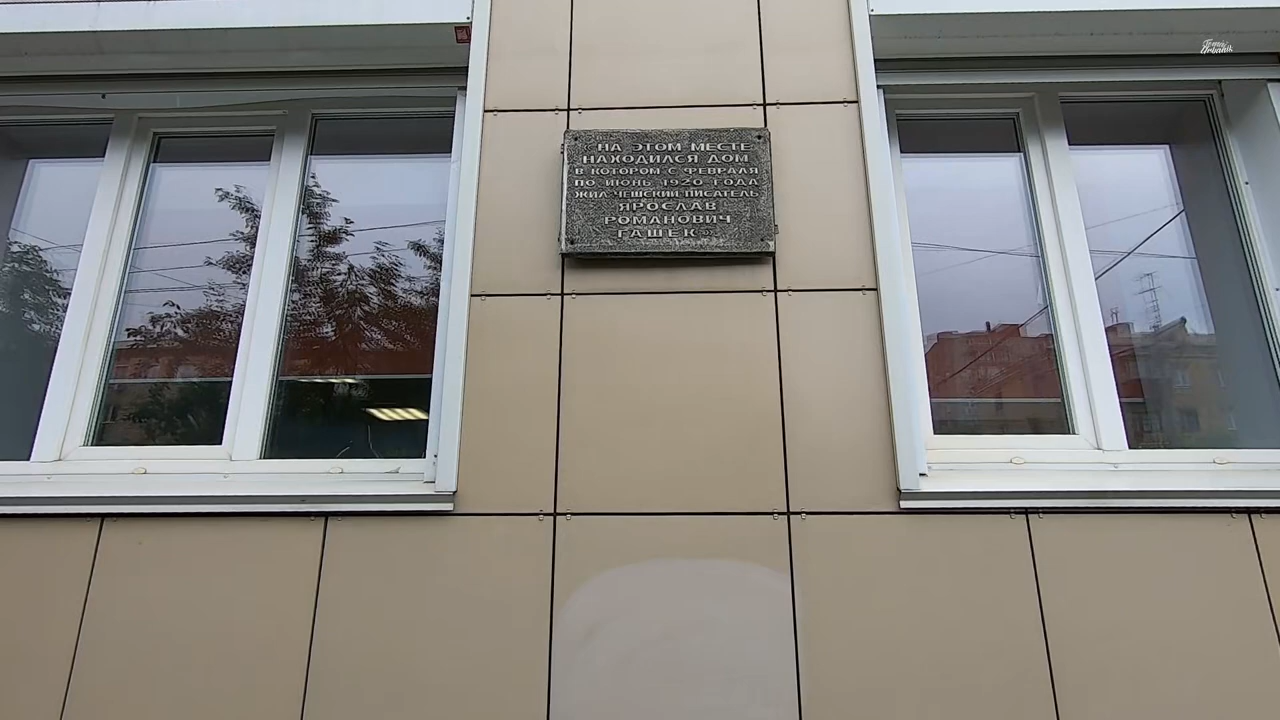 НА ЭТОМ МЕСТЕ
НАХОДИЛСЯ ДОМ
В КОТОРОМ С ФЕВРАЛЯ
ПО ИЮНЬ 1920 ГОДА
ЖИЛ ЧЕШСКИЙ ПИСАТЕЛЬ
ЯРОСЛАВ
РОМАНОВИЧ
ГАШЕК